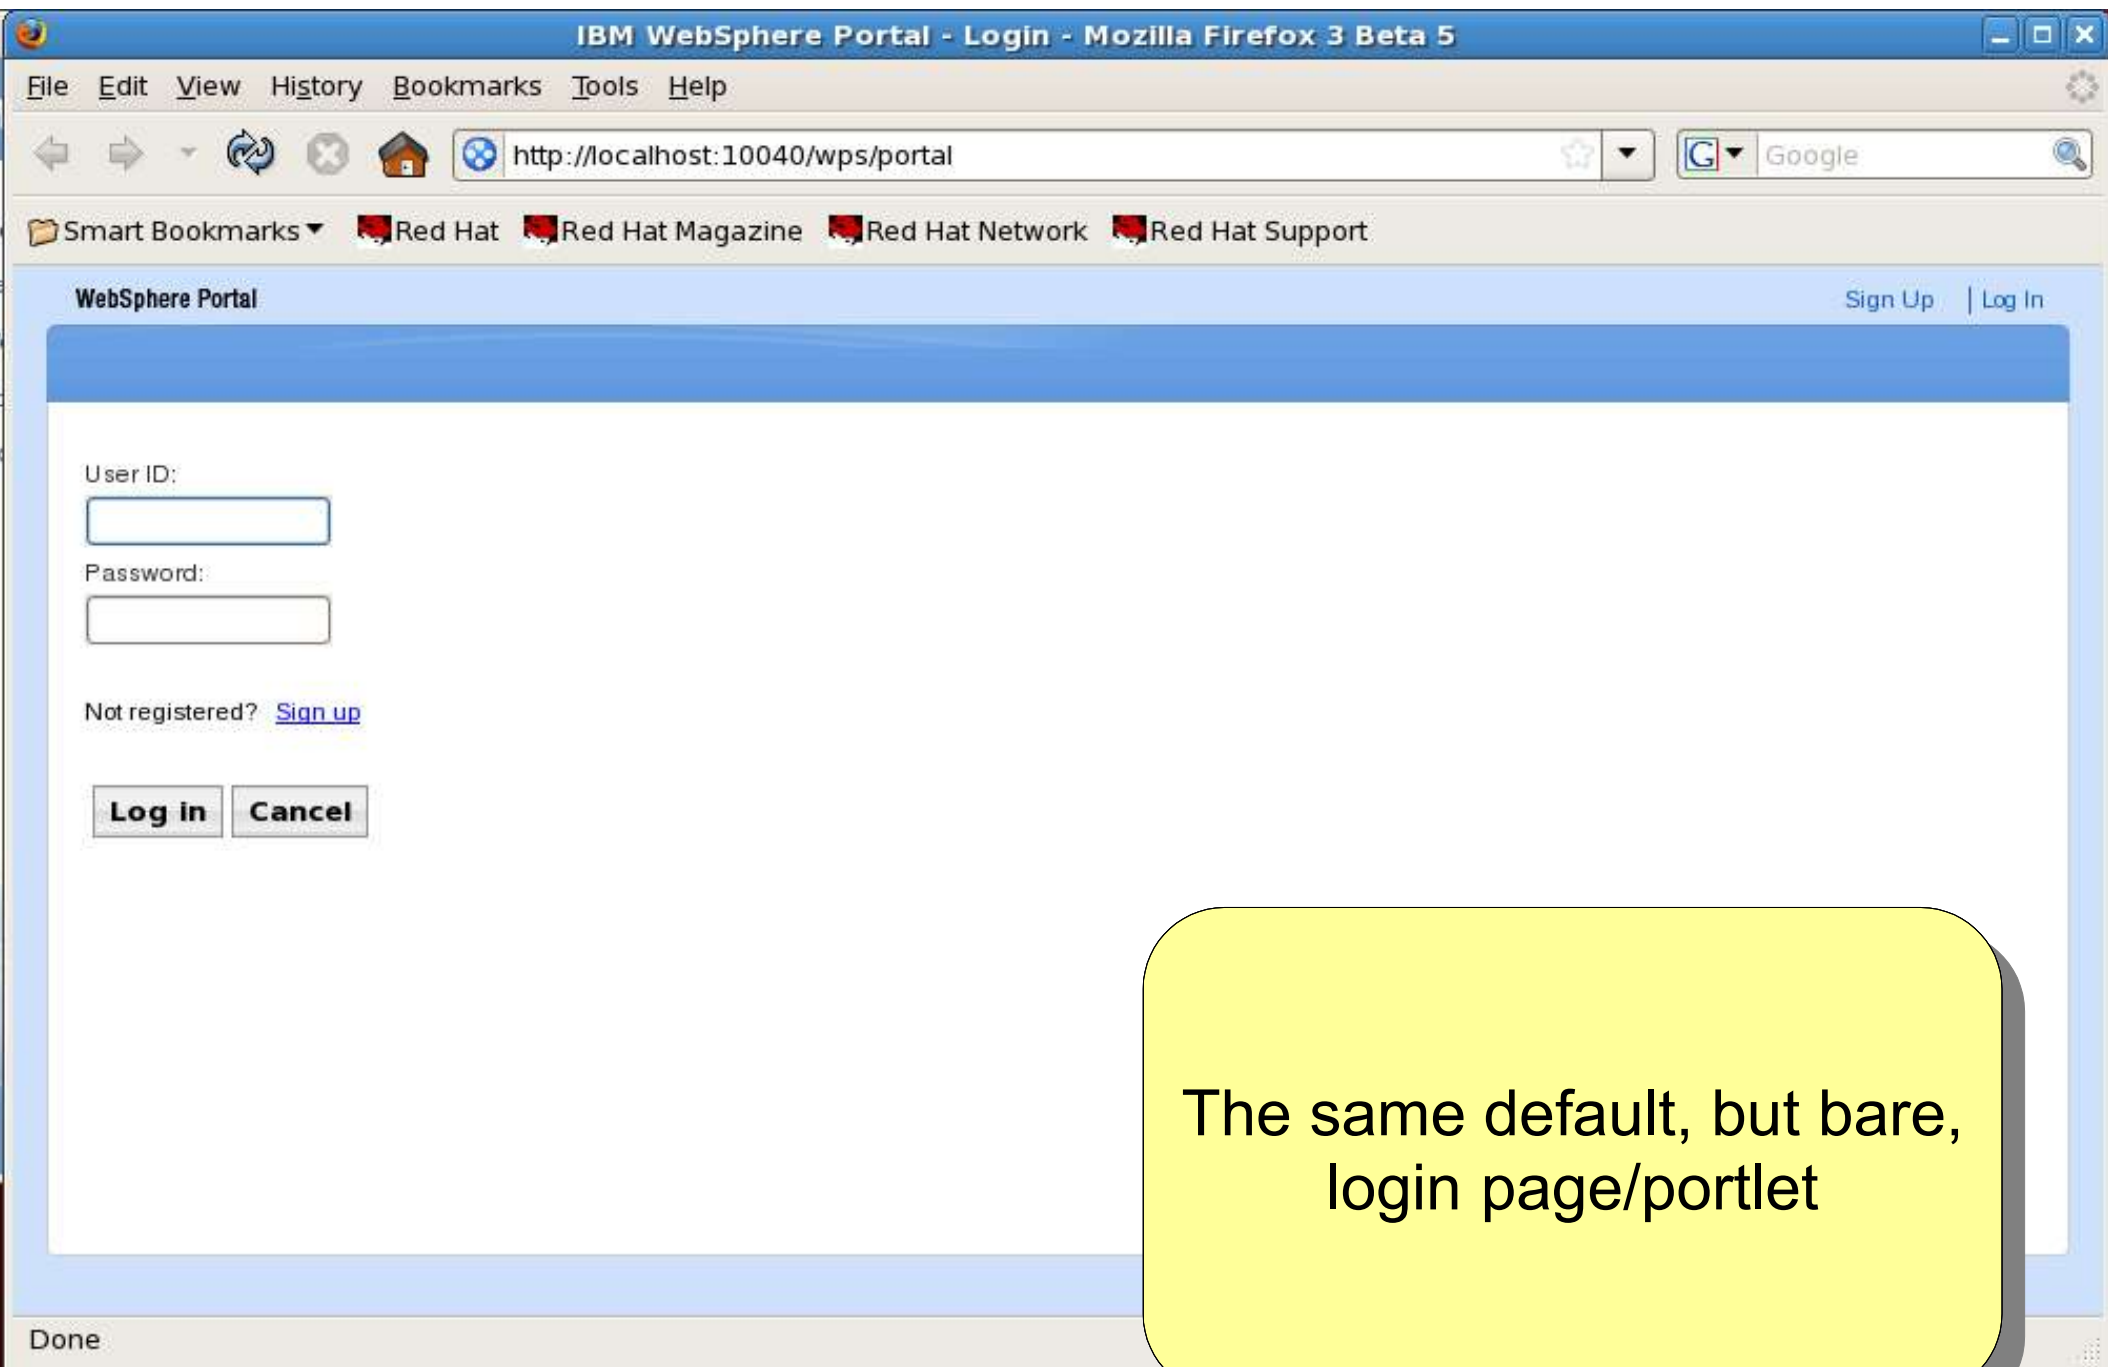 IBM WebSphere Portal - Login - Mozilla Firefox 3 Beta 5
File Edit View History Bookmarks Tools Help
http://localhost:10040/wps/portal
G Google
Smart Bookmarks Red Hat Red Hat Magazine Red Hat Network Red Hat Support
WebSphere Portal Sign Up | Log In
User ID:
Password:
Not registered? Sign up
Log in Cancel
The same default, but bare,
login page/portlet
Done